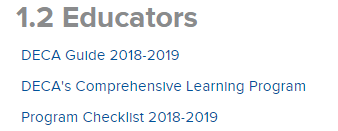 1.2 Educators
DECA Guide 2018-2019
DECA's Comprehensive Learning Program
Program Checklist 2018-2019